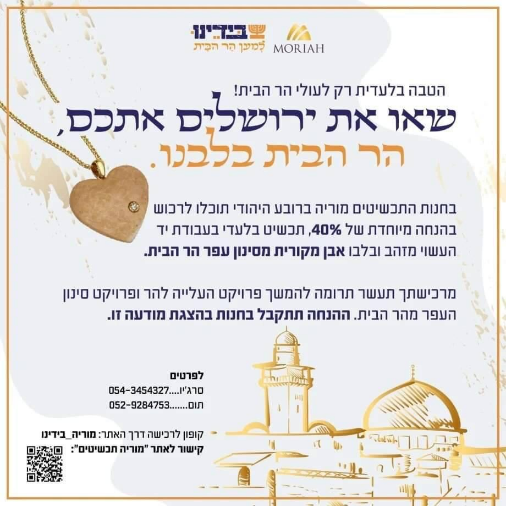 בידינו
למען הר הבית
MORIAH
הטבה בלעדית רק לעולי הר הבית!
שאו את ירושלים אתכם,
הר הבית בלבנו.
בחנות התכשיטים מוריה ברובע היהודי תוכלו לרכוש
בהנחה מיוחדת של 40%, תכשיט בלעדי בעבודת יד
העשוי מזהב ובלבו אבן מקורית מסינון עפר הר הבית.
מרכישתך תעשר תרומה להמשך פרויקט העלייה להר ופרויקט סינון
העפר מהר הבית. ההנחה תתקבל בחנות בהצגת מודעה זו.
לפרטים
סרג'יו....054-3454327
תום.......052-9284753
קופון לרכישה דרך האתר: מוריה_בידינו
קישור לאתר "מוריה תכשיטים":